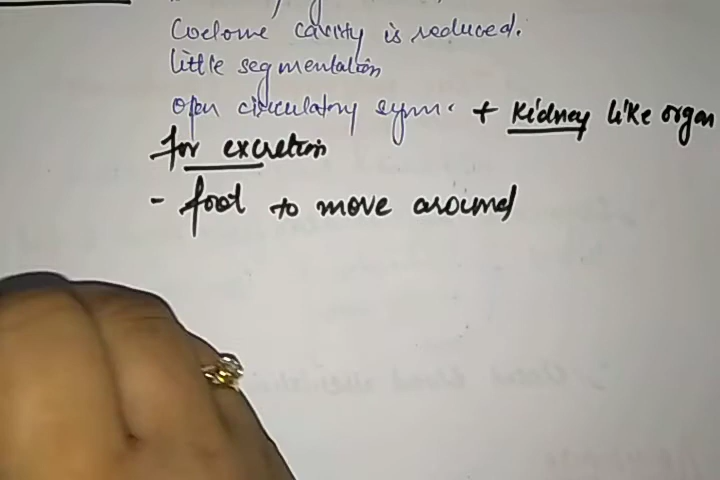 Coelome cavity is reduced.
little segmentation
open circulatory sym. + Kidney like organ
for excretion
- foot to move around